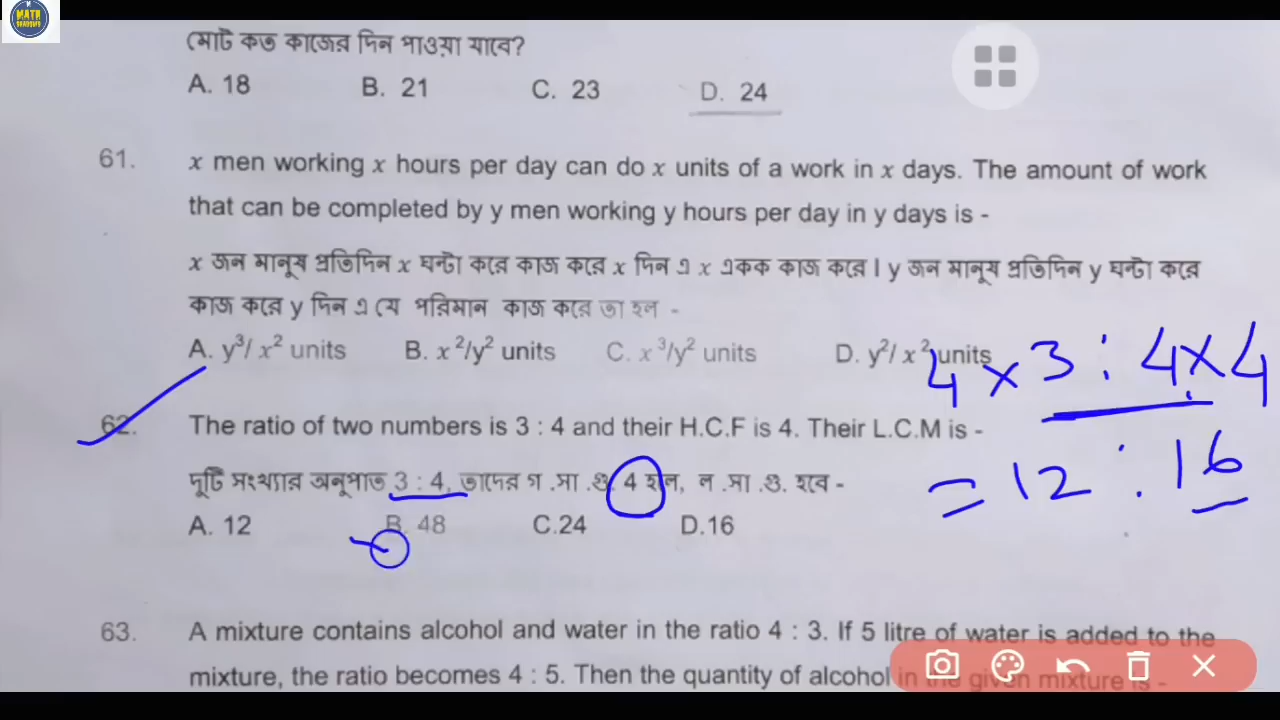 N
MATH
মোট কত কাজের দিন পাওয়া যাবে?
A. 18 B. 21 C. 23 D. 24
61. x men working x hours per day can do x units of a work in x days. The amount of work
that can be completed by y men working y hours per day in y days is -
x জন মানুষ প্রতিদিন x ঘন্টা করে কাজ করে x দিন এ x একক কাজ করে। y জন মানুষ প্রতিদিন y ঘন্টা করে
কাজ করে y দিন এ যে পরিমান কাজ করে তা হল -
A. y³/ x² units B. x²/y² units C. x³/y² units D. y²/ x² units
4 × 3 : 4 × 4
62. The ratio of two numbers is 3 : 4 and their H.C.F is 4. Their L.C.M is -
= 12 : 16
দুটি সংখ্যার অনুপাত 3 : 4, তাদের গ .সা .গু. 4 হল, ল .সা .গু. হবে -
A. 12 B. 48 C.24 D.16
63. A mixture contains alcohol and water in the ratio 4 : 3. If 5 litre of water is added to the
mixture, the ratio becomes 4 : 5. Then the quantity of alcohol in the given mixture is -